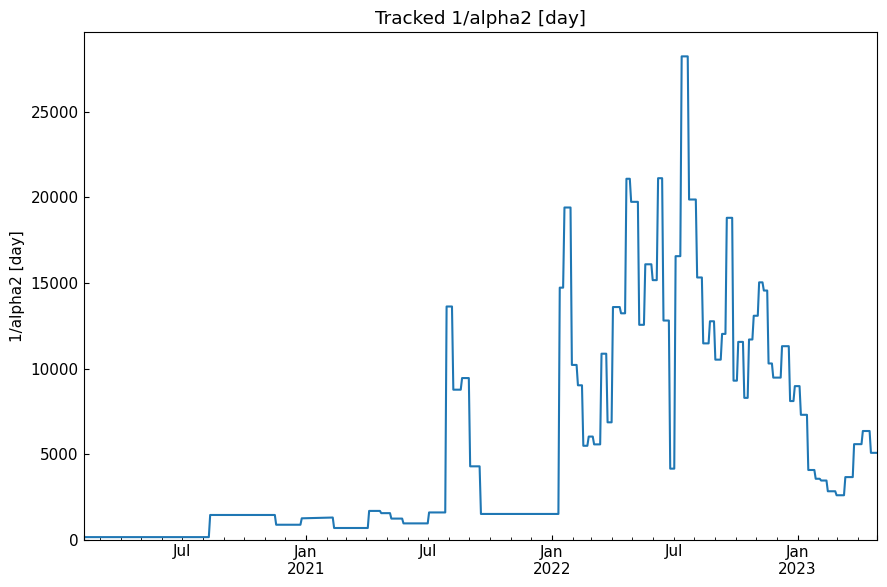 Tracked 1/alpha2 [day]
1/alpha2 [day]
25000
20000
15000
10000
5000
0
Jul
Jan
2021
Jul
Jan
2022
Jul
Jan
2023